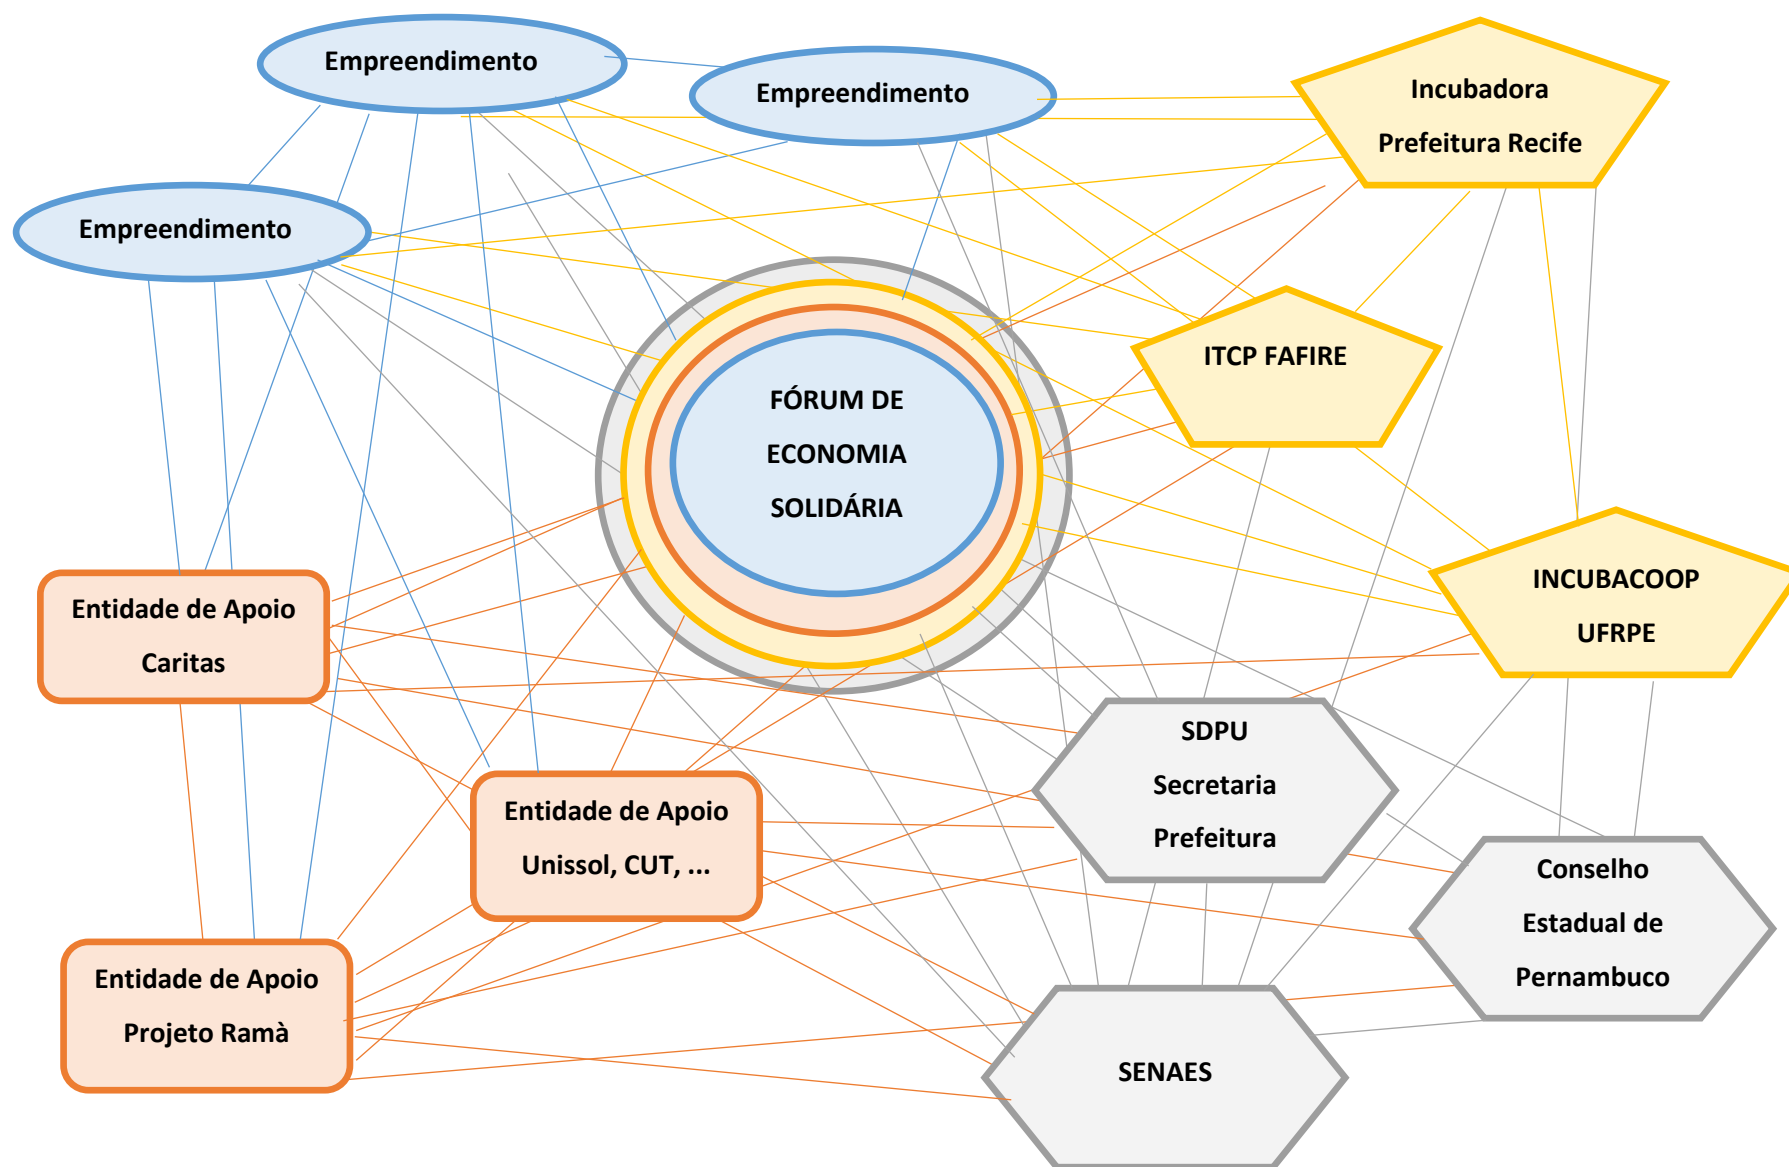 Empreendimento
Empreendimento
Incubadora
Prefeitura Recife
Empreendimento
ITCP FAFIRE
FÓRUM DE
ECONOMIA
SOLIDÁRIA
INCUBACOOP
UFRPE
Entidade de Apoio
Caritas
SDPU
Secretaria
Prefeitura
Entidade de Apoio
Unissol, CUT, ...
Conselho
Estadual de
Pernambuco
Entidade de Apoio
Projeto Ramà
SENAES